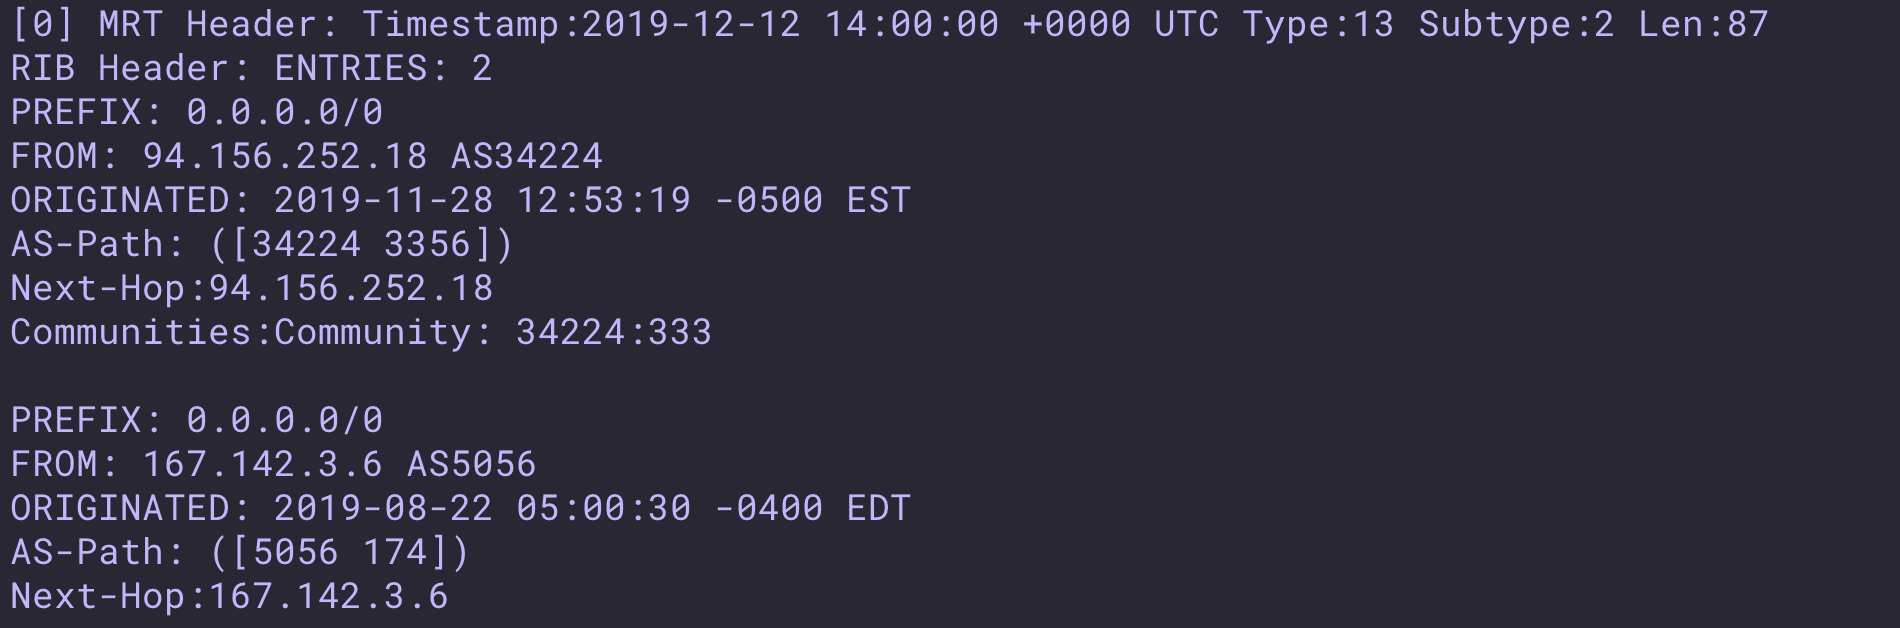 [0] MRT Header: Timestamp:2019-12-12 14:00:00 +0000 UTC Type:13 Subtype:2 Len:87
RIB Header: ENTRIES: 2
PREFIX: 0.0.0.0/0
FROM: 94.156.252.18 AS34224
ORIGINATED: 2019-11-28 12:53:19 -0500 EST
AS-Path: ([34224 3356])
Next-Hop:94.156.252.18
Communities:Community: 34224:333

PREFIX: 0.0.0.0/0
FROM: 167.142.3.6 AS5056
ORIGINATED: 2019-08-22 05:00:30 -0400 EDT
AS-Path: ([5056 174])
Next-Hop:167.142.3.6